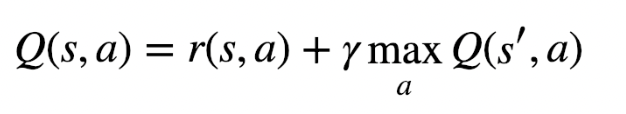 Q(s, a) = r(s, a) + γ max Q(s′, a)
a